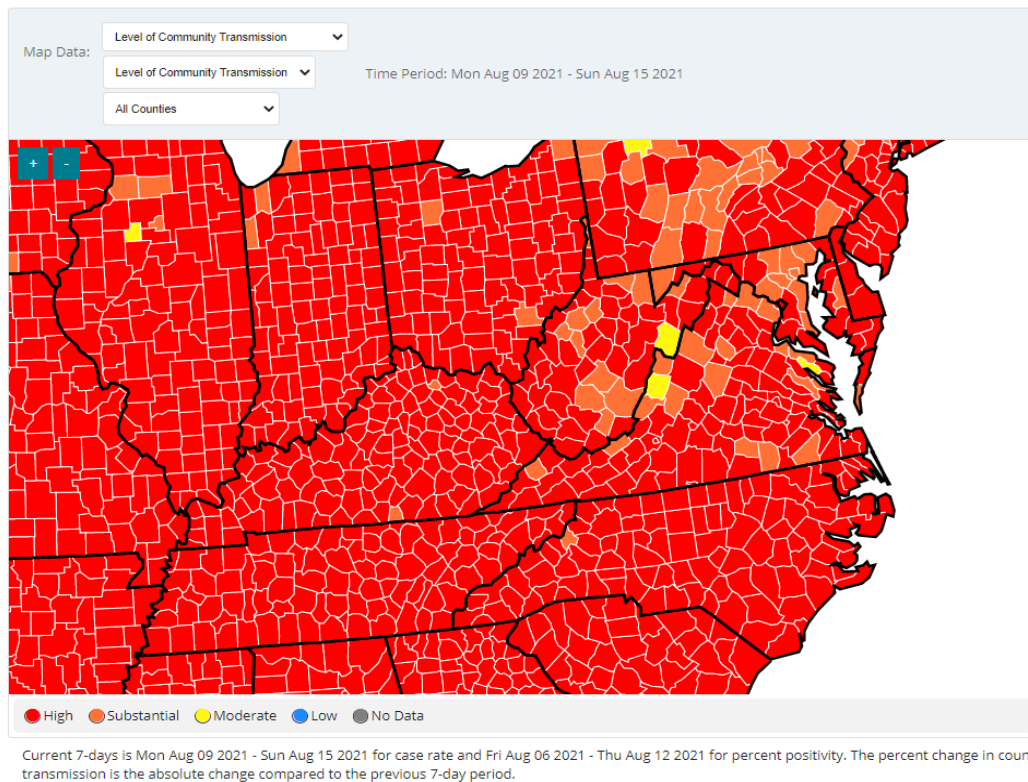 Map Data:
Level of Community Transmission
Level of Community Transmission
All Counties
Time Period: Mon Aug 09 2021 - Sun Aug 15 2021
+ -
High Substantial Moderate Low No Data
Current 7-days is Mon Aug 09 2021 - Sun Aug 15 2021 for case rate and Fri Aug 06 2021 - Thu Aug 12 2021 for percent positivity. The percent change in coun
transmission is the absolute change compared to the previous 7-day period.